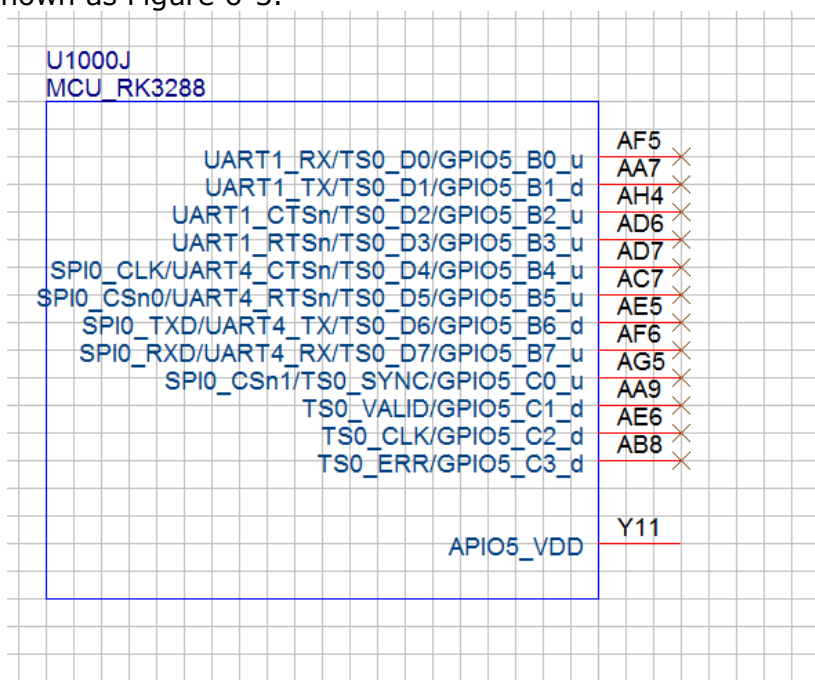 nown as Figure 6-3.
U1000J
MCU_RK3288
UART1_RX/TS0_D0/GPIO5_B0_u AF5
UART1_TX/TS0_D1/GPIO5_B1_d AA7
UART1_CTSn/TS0_D2/GPIO5_B2_u AH4
UART1_RTSn/TS0_D3/GPIO5_B3_u AD6
SPI0_CLK/UART4_CTSn/TS0_D4/GPIO5_B4_u AD7
SPI0_CSn0/UART4_RTSn/TS0_D5/GPIO5_B5_u AC7
SPI0_TXD/UART4_TX/TS0_D6/GPIO5_B6_d AE5
SPI0_RXD/UART4_RX/TS0_D7/GPIO5_B7_u AF6
SPI0_CSn1/TS0_SYNC/GPIO5_C0_u AG5
TS0_VALID/GPIO5_C1_d AA9
TS0_CLK/GPIO5_C2_d AE6
TS0_ERR/GPIO5_C3_d AB8
APIO5_VDD Y11